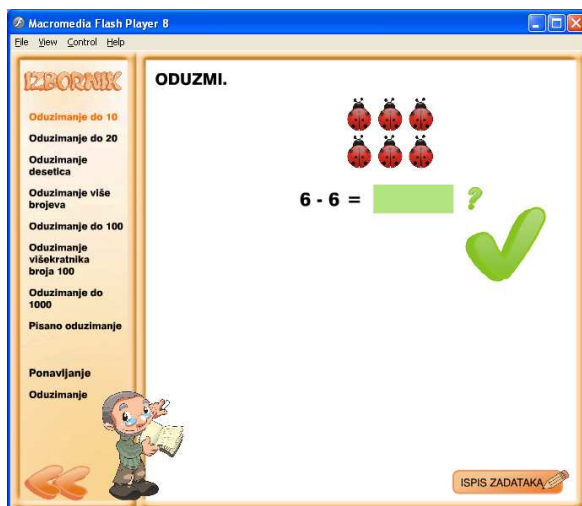 Macromedia Flash Player 8
File View Control Help
IZBORNIK
Oduzimanje do 10
Oduzimanje do 20
Oduzimanje
desetica
Oduzimanje više
brojeva
Oduzimanje do 100
Oduzimanje
višekratnika
broja 100
Oduzimanje do
1000
Pisano oduzimanje
Ponavljanje
Oduzimanje
ODUZMI.
6 - 6 = ?
ISPIS ZADATAKA